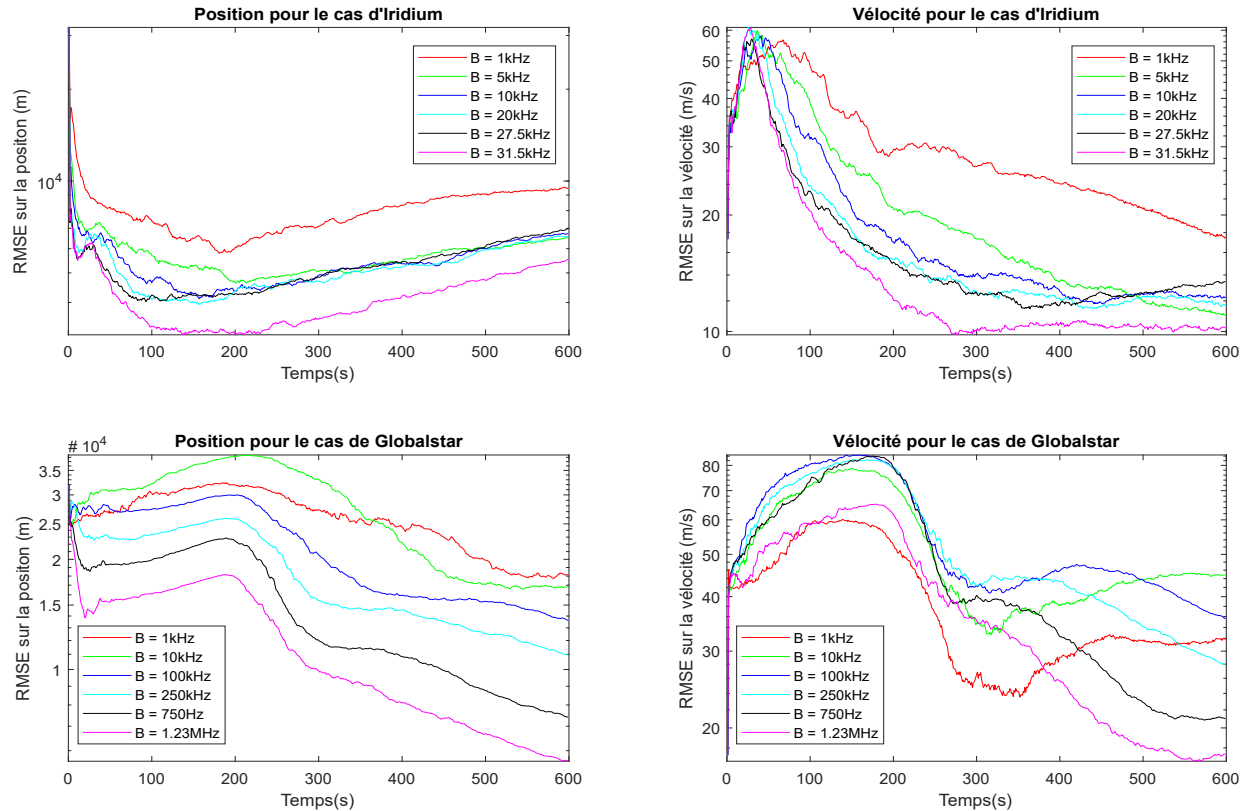 Position pour le cas d'Iridium
RMSE sur la positon (m)
10^4
B = 1kHz
B = 5kHz
B = 10kHz
B = 20kHz
B = 27.5kHz
B = 31.5kHz
0 100 200 300 400 500 600
Temps(s)
Vélocité pour le cas d'Iridium
RMSE sur la vélocité (m/s)
60
50
40
30
20
10
B = 1kHz
B = 5kHz
B = 10kHz
B = 20kHz
B = 27.5kHz
B = 31.5kHz
0 100 200 300 400 500 600
Temps(s)
Position pour le cas de Globalstar
# 10^4
RMSE sur la positon (m)
3.5
3
2.5
2
1.5
1
B = 1kHz
B = 10kHz
B = 100kHz
B = 250kHz
B = 750Hz
B = 1.23MHz
0 100 200 300 400 500 600
Temps(s)
Vélocité pour le cas de Globalstar
RMSE sur la vélocité (m/s)
80
70
60
50
40
30
20
B = 1kHz
B = 10kHz
B = 100kHz
B = 250kHz
B = 750Hz
B = 1.23MHz
0 100 200 300 400 500 600
Temps(s)